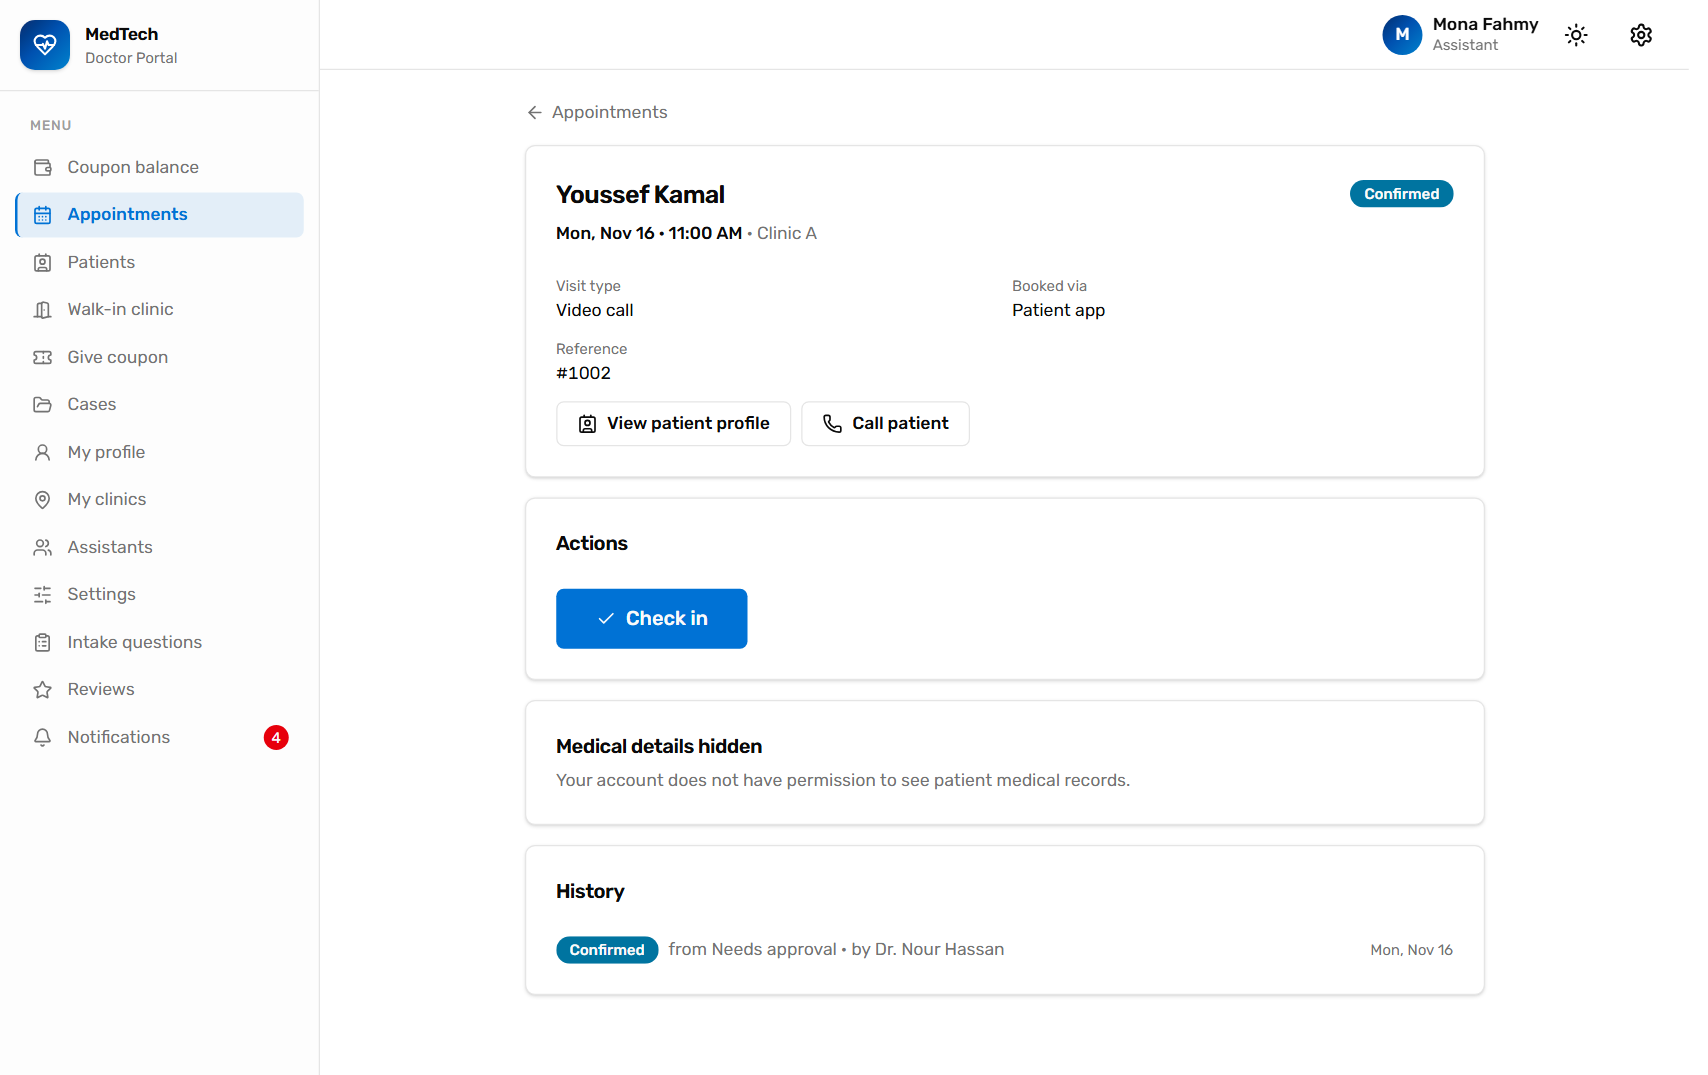 MedTech
Doctor Portal
MENU
Coupon balance
Appointments
Patients
Walk-in clinic
Give coupon
Cases
My profile
My clinics
Assistants
Settings
Intake questions
Reviews
Notifications 4
M Mona Fahmy
Assistant
Appointments
Youssef Kamal Confirmed
Mon, Nov 16 • 11:00 AM • Clinic A
Visit type Booked via
Video call Patient app
Reference
#1002
View patient profile Call patient
Actions
Check in
Medical details hidden
Your account does not have permission to see patient medical records.
History
Confirmed from Needs approval • by Dr. Nour Hassan Mon, Nov 16